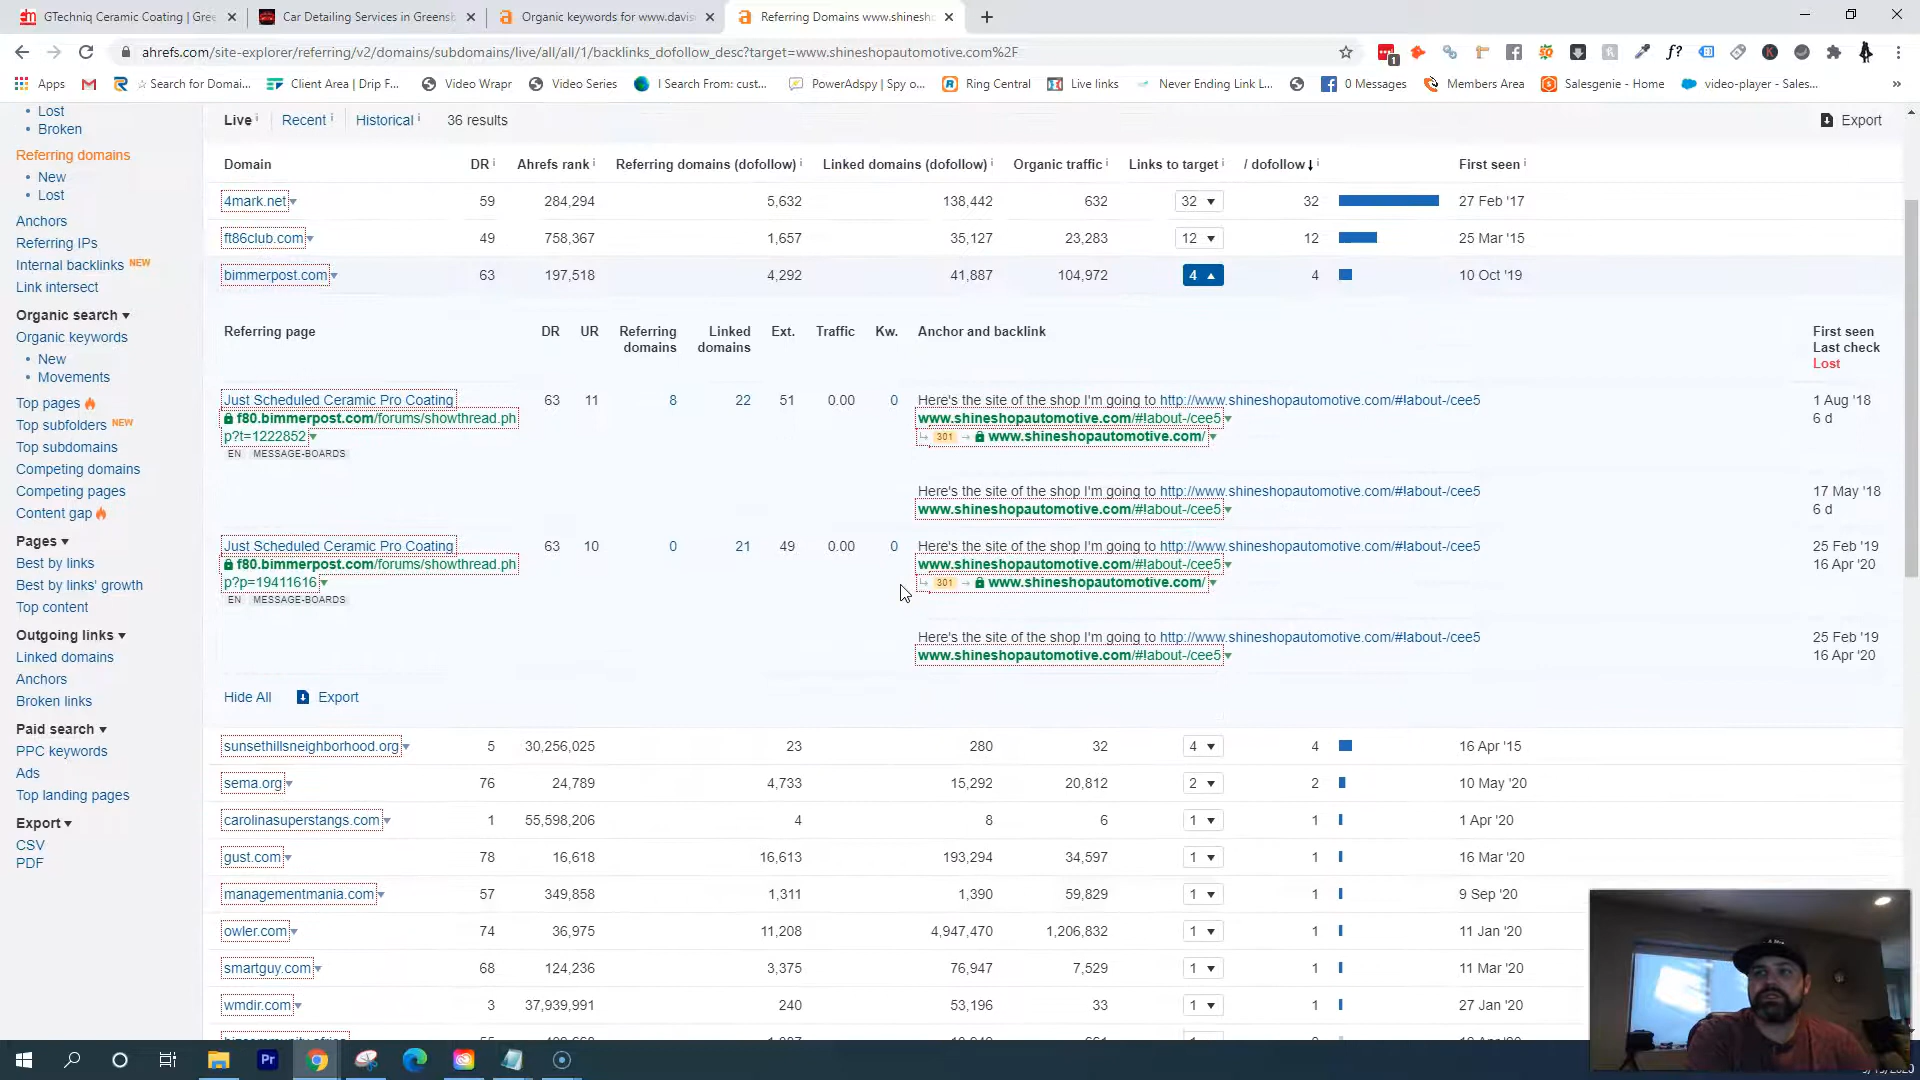 GTechniq Ceramic Coating | Gree
Car Detailing Services in Greensb
Organic keywords for www.davis
Referring Domains www.shinesho
ahrefs.com/site-explorer/referring/v2/domains/subdomains/live/all/all/1/backlinks_dofollow_desc?target=www.shineshopautomotive.com%2F
Apps
☆ Search for Domai...
Client Area | Drip F...
Video Wrapr
Video Series
I Search From: cust...
PowerAdspy | Spy o...
Ring Central
Live links
Never Ending Link L...
0 Messages
Members Area
Salesgenie - Home
video-player - Sales...
Lost
Broken
Referring domains
New
Lost
Anchors
Referring IPs
Internal backlinks NEW
Link intersect
Organic search
Organic keywords
New
Movements
Top pages
Top subfolders NEW
Top subdomains
Competing domains
Competing pages
Content gap
Pages
Best by links
Best by links' growth
Top content
Outgoing links
Linked domains
Anchors
Broken links
Paid search
PPC keywords
Ads
Top landing pages
Export
CSV
PDF
Live Recent Historical 36 results Export
Domain DR Ahrefs rank Referring domains (dofollow) Linked domains (dofollow) Organic traffic Links to target / dofollow First seen
4mark.net 59 284,294 5,632 138,442 632 32 32 27 Feb '17
ft86club.com 49 758,367 1,657 35,127 23,283 12 12 25 Mar '15
bimmerpost.com 63 197,518 4,292 41,887 104,972 4 4 10 Oct '19
Referring page DR UR Referring domains Linked domains Ext. Traffic Kw. Anchor and backlink First seen
Last check
Lost
Just Scheduled Ceramic Pro Coating 63 11 8 22 51 0.00 0 Here's the site of the shop I'm going to http://www.shineshopautomotive.com/#!about-/cee5 1 Aug '18
f80.bimmerpost.com/forums/showthread.ph www.shineshopautomotive.com/#!about-/cee5 6 d
p?t=1222852 301 → www.shineshopautomotive.com/
EN MESSAGE-BOARDS
Here's the site of the shop I'm going to http://www.shineshopautomotive.com/#!about-/cee5 17 May '18
www.shineshopautomotive.com/#!about-/cee5 6 d
Just Scheduled Ceramic Pro Coating 63 10 0 21 49 0.00 0 Here's the site of the shop I'm going to http://www.shineshopautomotive.com/#!about-/cee5 25 Feb '19
f80.bimmerpost.com/forums/showthread.ph www.shineshopautomotive.com/#!about-/cee5 16 Apr '20
p?p=19411616 301 → www.shineshopautomotive.com/
EN MESSAGE-BOARDS
Here's the site of the shop I'm going to http://www.shineshopautomotive.com/#!about-/cee5 25 Feb '19
www.shineshopautomotive.com/#!about-/cee5 16 Apr '20
Hide All Export
sunsethillsneighborhood.org 5 30,256,025 23 280 32 4 4 16 Apr '15
sema.org 76 24,789 4,733 15,292 20,812 2 2 10 May '20
carolinasuperstangs.com 1 55,598,206 4 8 6 1 1 1 Apr '20
gust.com 78 16,618 16,613 193,294 34,597 1 1 16 Mar '20
managementmania.com 57 349,858 1,311 1,390 59,829 1 1 9 Sep '20
owler.com 74 36,975 11,208 4,947,470 1,206,832 1 1 11 Jan '20
smartguy.com 68 124,236 3,375 76,947 7,529 1 1 11 Mar '20
wmdir.com 3 37,939,991 240 53,196 33 1 1 27 Jan '20